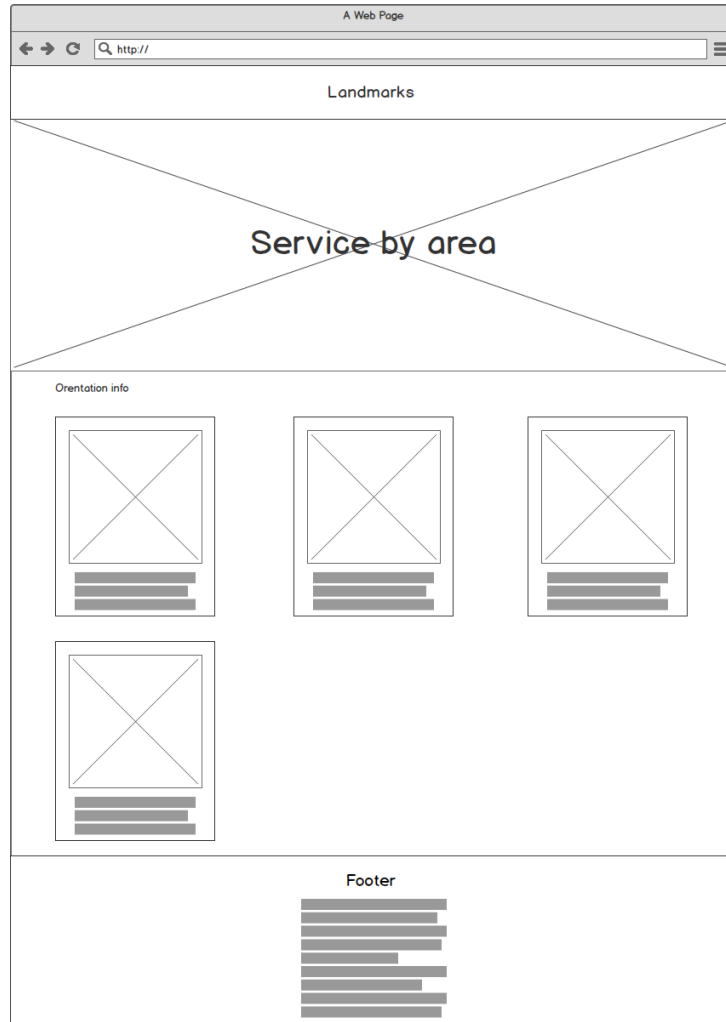 A Web Page
http://
Landmarks
Service by area
Orentation info
Footer